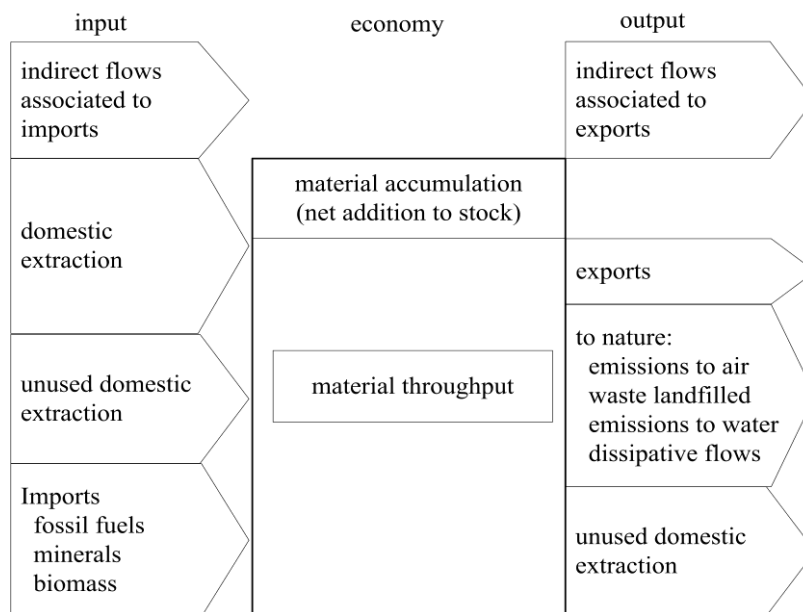 input
economy
output
indirect flows
associated to
imports
domestic
extraction
unused domestic
extraction
Imports
fossil fuels
minerals
biomass
material accumulation
(net addition to stock)
material throughput
indirect flows
associated to
exports
exports
to nature:
emissions to air
waste landfilled
emissions to water
dissipative flows
unused domestic
extraction